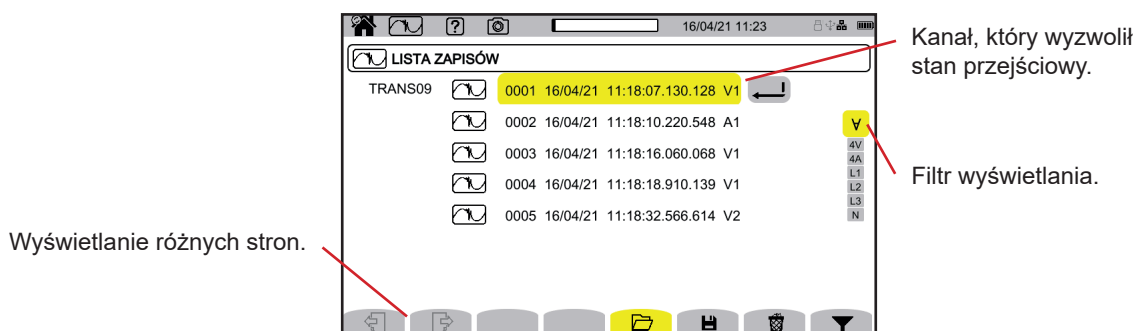 16/04/21 11:23
LISTA ZAPISÓW
TRANS09
0001 16/04/21 11:18:07.130.128 V1
0002 16/04/21 11:18:10.220.548 A1
0003 16/04/21 11:18:16.060.068 V1
0004 16/04/21 11:18:18.910.139 V1
0005 16/04/21 11:18:32.566.614 V2
∀
4V
4A
L1
L2
L3
N
Kanał, który wyzwolił
stan przejściowy.
Filtr wyświetlania.
Wyświetlanie różnych stron.